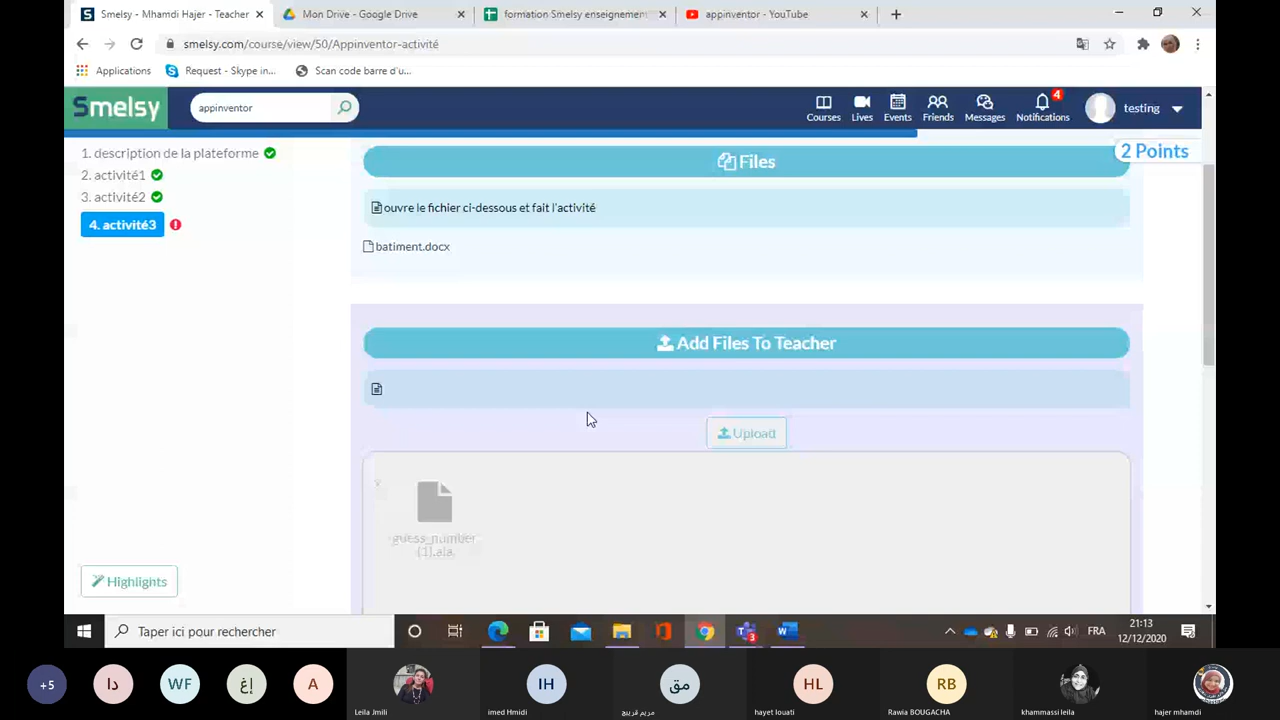 Smelsy - Mhamdi Hajer - Teacher
Mon Drive - Google Drive
formation Smelsy enseignement
appinventor - YouTube
smelsy.com/course/view/50/Appinventor-activité
Applications
Request - Skype in...
Scan code barre d'u...
Smelsy
appinventor
Courses
Lives
Events
Friends
Messages
4
Notifications
testing
2 Points
1. description de la plateforme
2. activité1
3. activité2
4. activité3
Files
ouvre le fichier ci-dessous et fait l'activité
batiment.docx
Add Files To Teacher
Upload
guess_number
(1).aia
Highlights
Taper ici pour rechercher
3
FRA
21:13
12/12/2020
+5
دا
WF
إغ
A
IH
مق
HL
RB
Leila Jmili
imed Hmidi
مريم قريبج
hayet louati
Rawia BOUGACHA
khammassi leila
hajer mhamdi